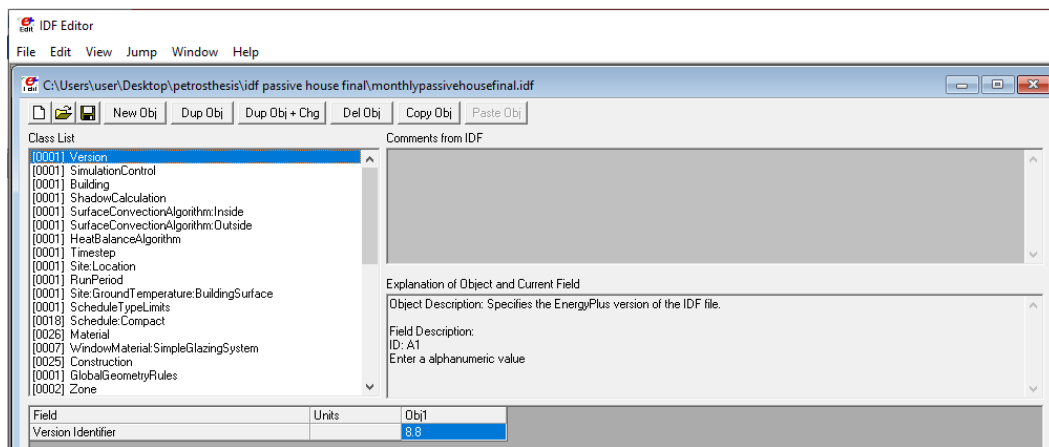 IDF Editor
File Edit View Jump Window Help
C:\Users\user\Desktop\petrosthesis\idf passive house final\monthlypassivehousefinal.idf
New Obj Dup Obj Dup Obj + Chg Del Obj Copy Obj Paste Obj
Class List
[0001] Version
[0001] SimulationControl
[0001] Building
[0001] ShadowCalculation
[0001] SurfaceConvectionAlgorithm:Inside
[0001] SurfaceConvectionAlgorithm:Outside
[0001] HeatBalanceAlgorithm
[0001] Timestep
[0001] Site:Location
[0001] RunPeriod
[0001] Site:GroundTemperature:BuildingSurface
[0001] ScheduleTypeLimits
[0018] Schedule:Compact
[0026] Material
[0007] WindowMaterial:SimpleGlazingSystem
[0025] Construction
[0001] GlobalGeometryRules
[0002] Zone
Comments from IDF
Explanation of Object and Current Field
Object Description: Specifies the EnergyPlus version of the IDF file.
Field Description:
ID: A1
Enter a alphanumeric value
Field Units Obj1
Version Identifier 8.8